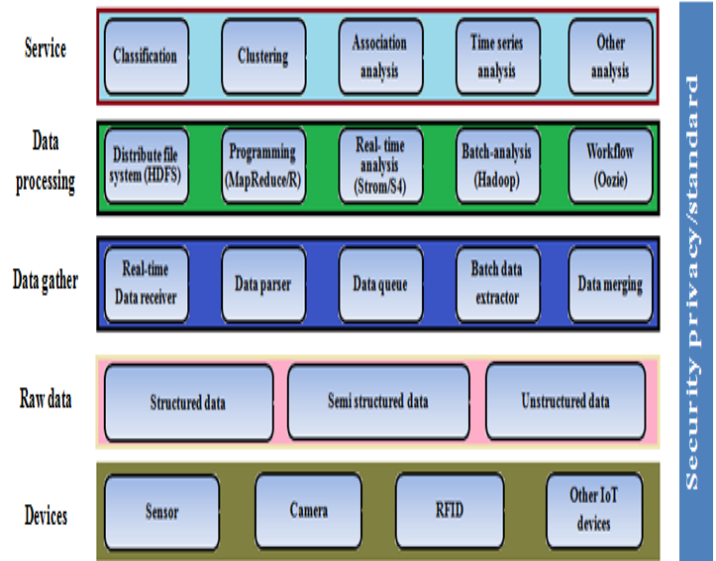 Service
Classification
Clustering
Association
analysis
Time series
analysis
Other
analysis
Data
processing
Distribute file
system (HDFS)
Programming
(MapReduce/R)
Real- time
analysis
(Strom/S4)
Batch-analysis
(Hadoop)
Workflow
(Oozie)
Data gather
Real-time
Data receiver
Data parser
Data queue
Batch data
extractor
Data merging
Raw data
Structured data
Semi structured data
Unstructured data
Devices
Sensor
Camera
RFID
Other IoT
devices
Security privacy/standard